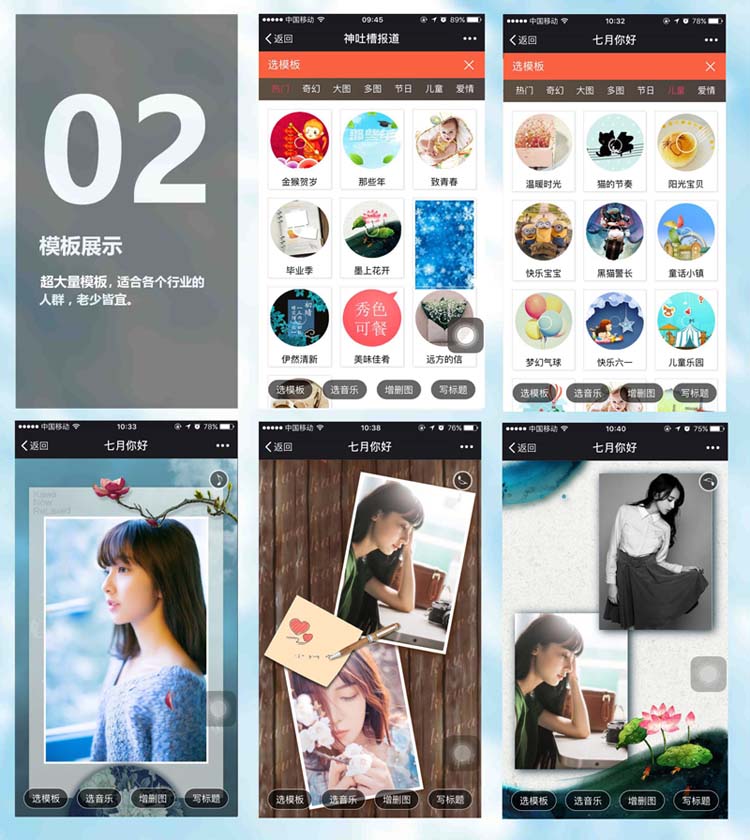 02
模板展示
超大量模板，适合各个行业的
人群，老少皆宜。
中国移动 09:45 89%
返回 神吐槽报道
选模板
热门 奇幻 大图 多图 节日 儿童 爱情
那些年
金猴贺岁 那些年 致青春
毕业季 墨上花开
初晴
秀色
可餐
伊然清新 美味佳肴 远方的信
选模板 选音乐 增删图 写标题
中国移动 10:32 78%
返回 七月你好
选模板
热门 奇幻 大图 多图 节日 儿童 爱情
温暖时光 猫的节奏 阳光宝贝
快乐宝宝 黑猫警长 童话小镇
梦幻气球 快乐六一 儿童乐园
选模板 选音乐 增删图 写标题
中国移动 10:33 78%
返回 七月你好
选模板 选音乐 增删图 写标题
中国移动 10:38 76%
返回 七月你好
选模板 选音乐 增删图 写标题
中国移动 10:40 75%
返回 七月你好
选模板 选音乐 增删图 写标题